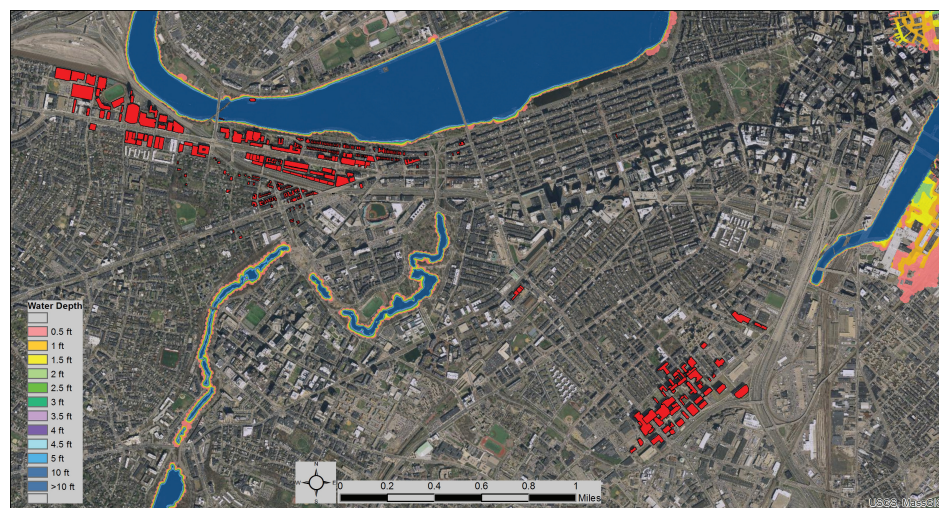 Water Depth
0.5 ft
1 ft
1.5 ft
2 ft
2.5 ft
3 ft
3.5 ft
4 ft
4.5 ft
5 ft
10 ft
>10 ft
N
W E
S
0 0.2 0.4 0.6 0.8 1
Miles
USGS, MassGIS